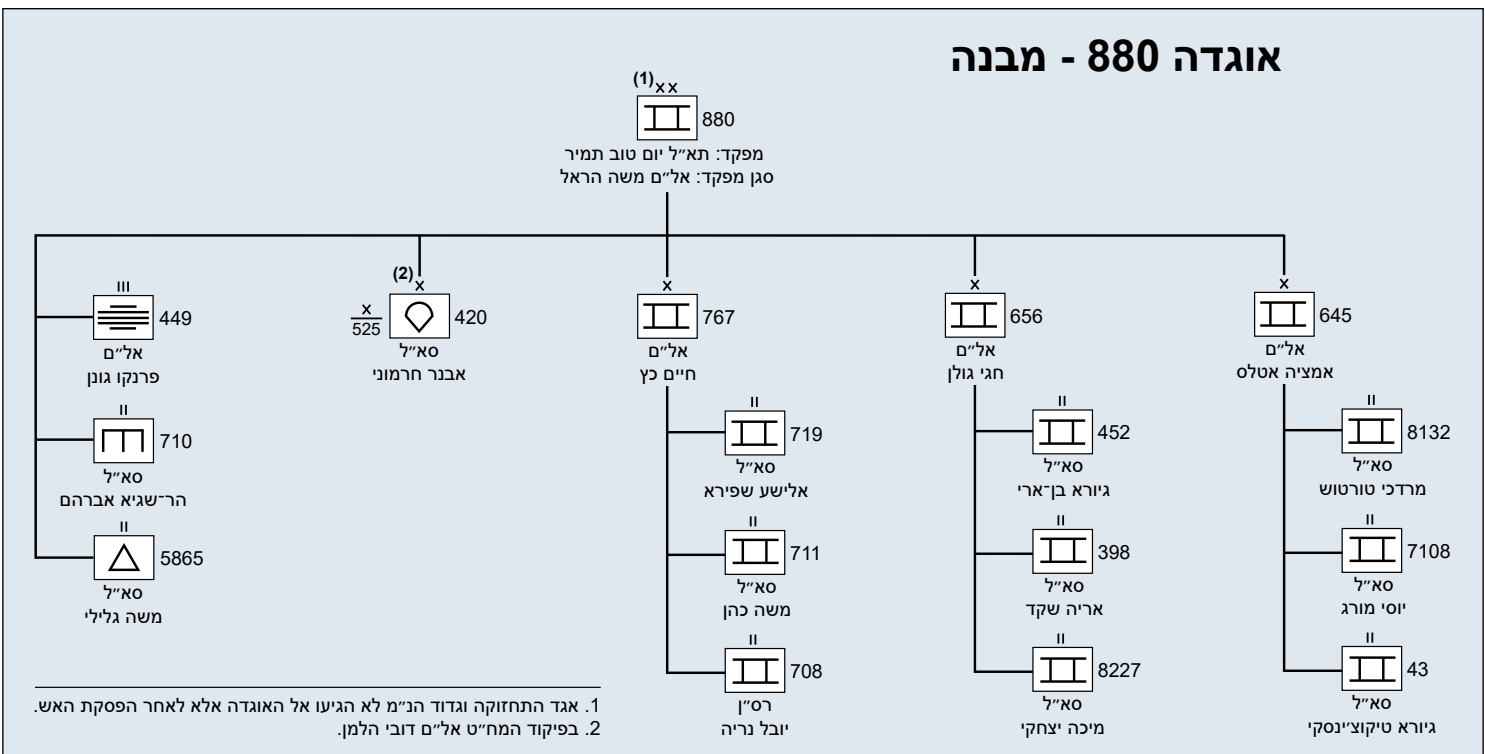 אוגדה 880 - מבנה
(1)
xx
880
מפקד: תא״ל יום טוב תמיר
סגן מפקד: אל״ם משה הראל
x
645
אל״ם
אמציה אטלס
II
8132
סא״ל
מרדכי טורטוש
II
7108
סא״ל
יוסי מורג
II
43
סא״ל
גיורא טיקוצ׳ינסקי
x
656
אל״ם
חגי גולן
II
452
סא״ל
גיורא בן־ארי
II
398
סא״ל
אריה שקד
II
8227
סא״ל
מיכה יצחקי
x
767
אל״ם
חיים כץ
II
719
סא״ל
אלישע שפירא
II
711
סא״ל
משה כהן
II
708
רס״ן
יובל נריה
(2)
x
420
x
525
סא״ל
אבנר חרמוני
III
449
אל״ם
פרנקו גונן
II
710
סא״ל
הר־שגיא אברהם
II
5865
סא״ל
משה גלילי
1. אגד התחזוקה וגדוד הנ״מ לא הגיעו אל האוגדה אלא לאחר הפסקת האש.
2. בפיקוד המח״ט אל״ם דובי הלמן.